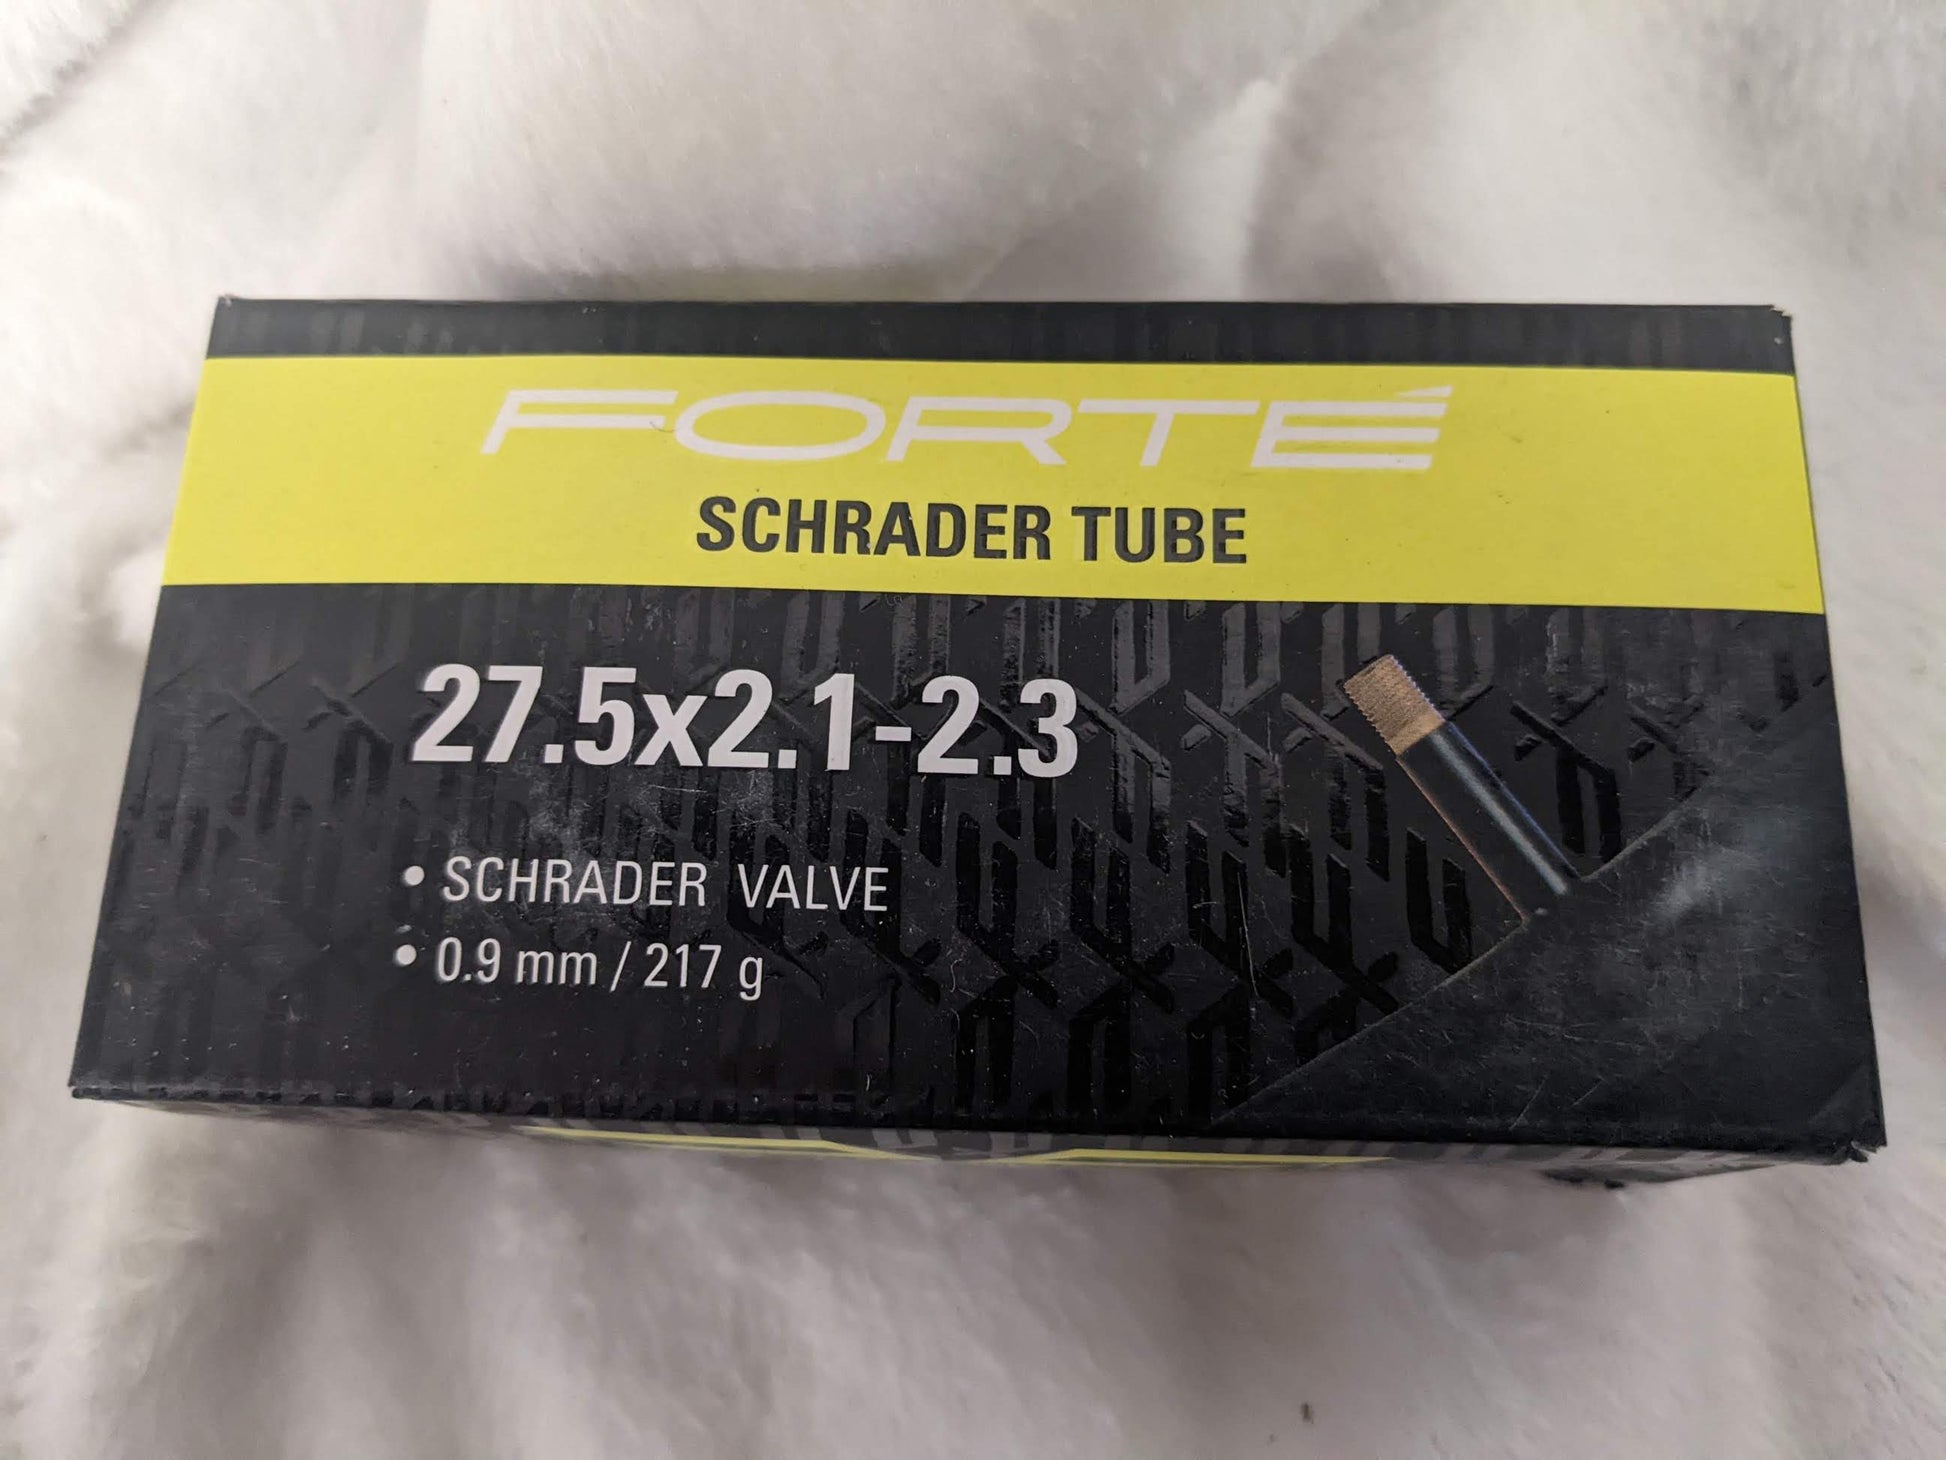 FORTÉ
SCHRADER TUBE
27.5x2.1-2.3
• SCHRADER VALVE
• 0.9 mm / 217 g